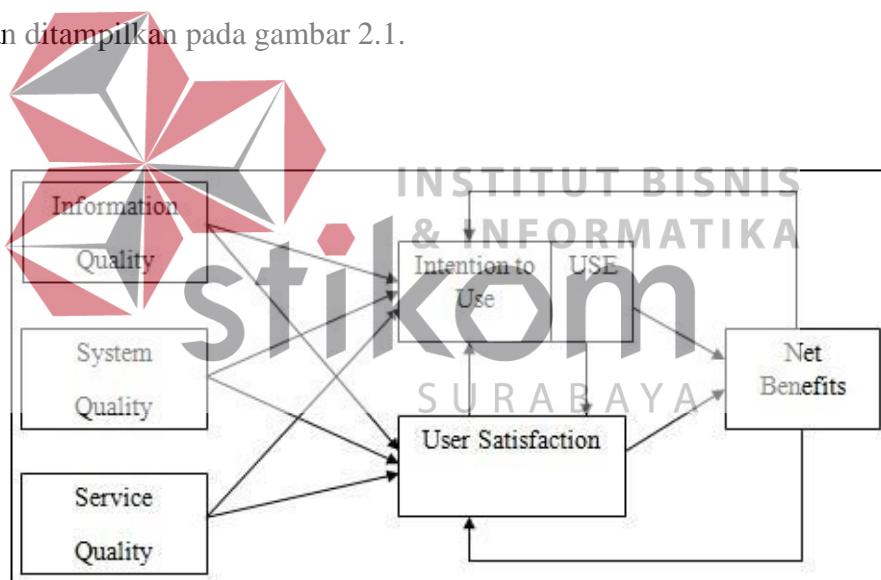 n ditampilkan pada gambar 2.1.
INSTITUT BISNIS
& INFORMATIKA
stikom
SURABAYA
Information
Quality
System
Quality
Service
Quality
Intention to
Use
USE
User Satisfaction
Net
Benefits